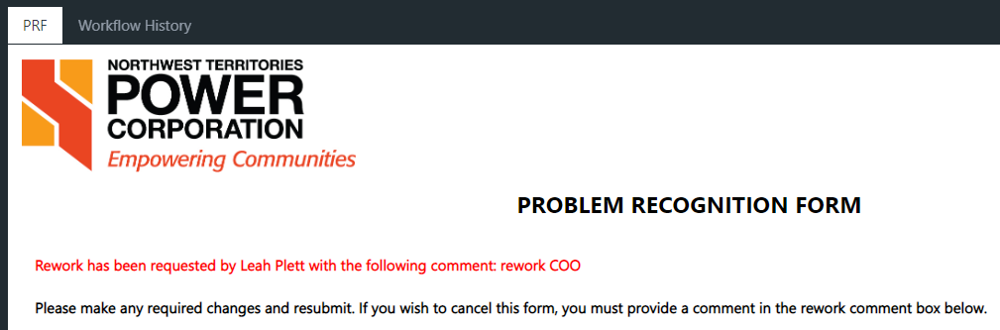 PRF Workflow History
NORTHWEST TERRITORIES
POWER
CORPORATION
Empowering Communities
PROBLEM RECOGNITION FORM
Rework has been requested by Leah Plett with the following comment: rework COO
Please make any required changes and resubmit. If you wish to cancel this form, you must provide a comment in the rework comment box below.